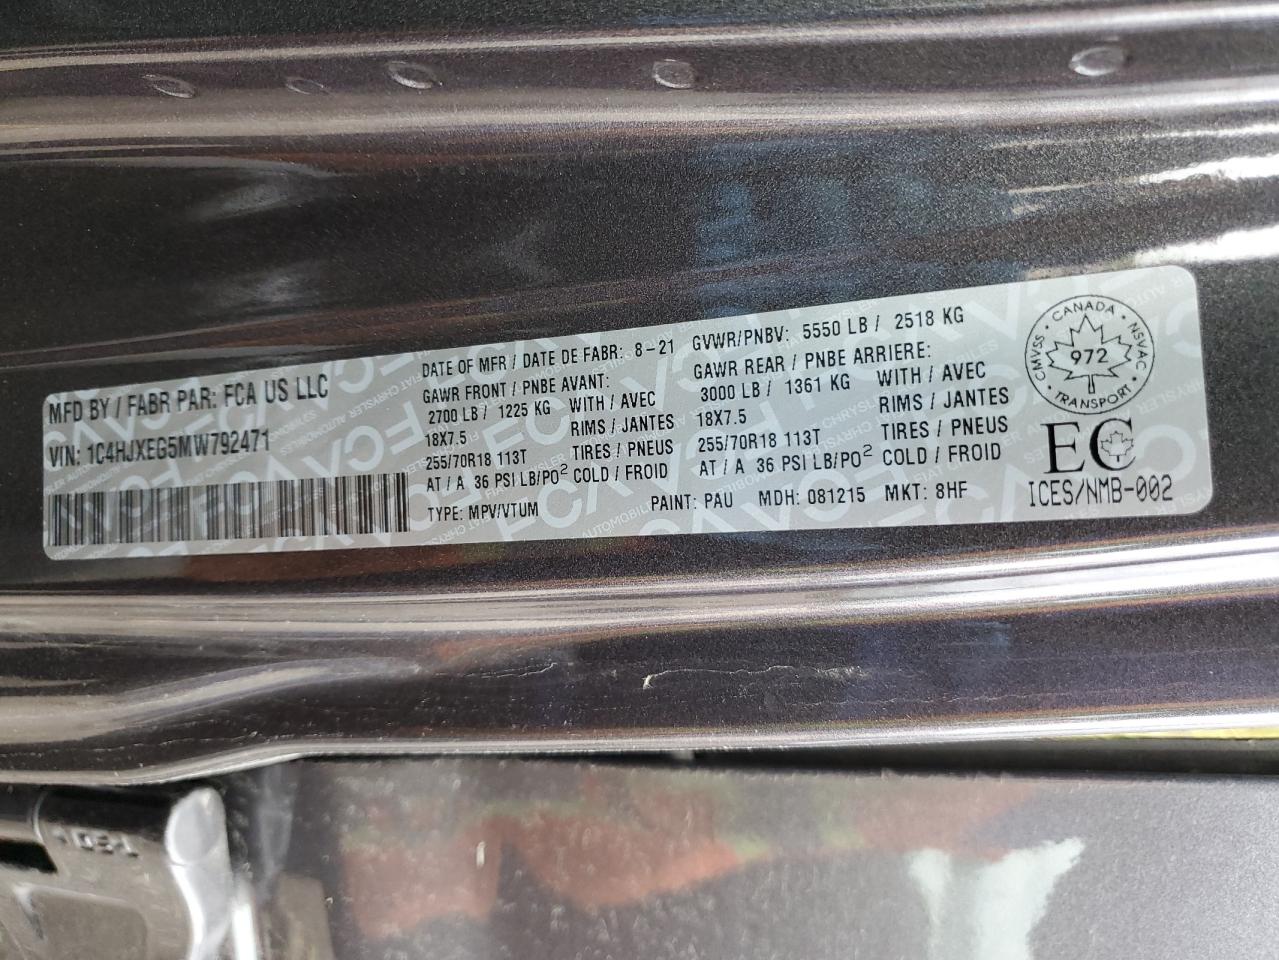 MFD BY / FABR PAR: FCA US LLC
VIN: 1C4HJXEG5MW792471
DATE OF MFR / DATE DE FABR: 8-21
GAWR FRONT / PNBE AVANT:
2700 LB / 1225 KG WITH / AVEC
18X7.5 RIMS / JANTES
255/70R18 113T TIRES / PNEUS
AT / A 36 PSI LB/PO² COLD / FROID
TYPE: MPV/VTUM
GVWR/PNBV: 5550 LB / 2518 KG
GAWR REAR / PNBE ARRIERE:
3000 LB / 1361 KG WITH / AVEC
18X7.5 RIMS / JANTES
255/70R18 113T TIRES / PNEUS
AT / A 36 PSI LB/PO² COLD / FROID
PAINT: PAU MDH: 081215 MKT: 8HF
CANADA
CMVSS 972 NSVAC
TRANSPORT
EC
ICES/NMB-002